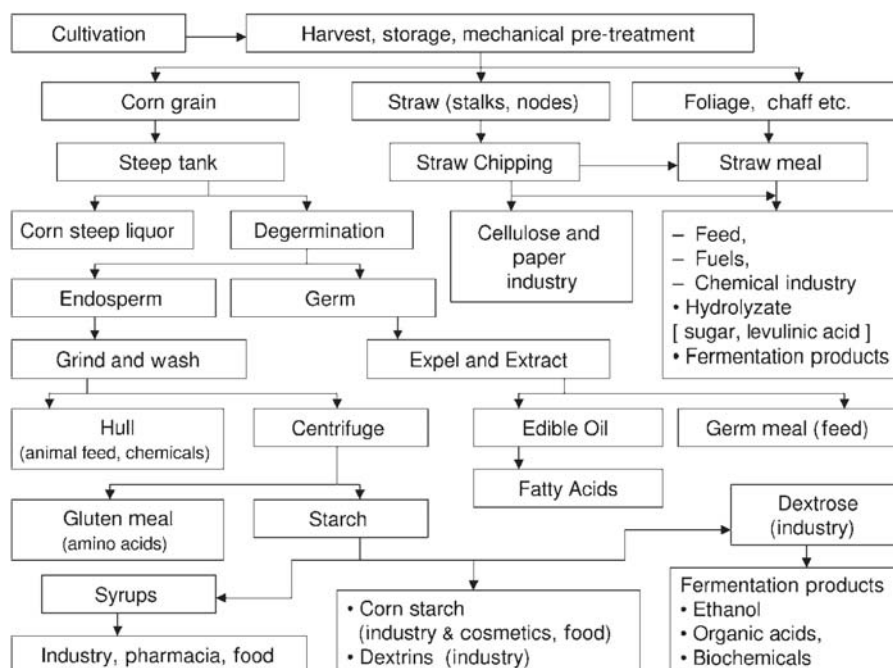 Cultivation
Harvest, storage, mechanical pre-treatment
Corn grain
Straw (stalks, nodes)
Foliage, chaff etc.
Steep tank
Straw Chipping
Straw meal
Corn steep liquor
Degermination
Cellulose and
paper
industry
– Feed,
– Fuels,
– Chemical industry
• Hydrolyzate
[ sugar, levulinic acid ]
• Fermentation products
Endosperm
Germ
Grind and wash
Expel and Extract
Hull
(animal feed, chemicals)
Centrifuge
Edible Oil
Germ meal (feed)
Fatty Acids
Gluten meal
(amino acids)
Starch
Dextrose
(industry)
Syrups
• Corn starch
(industry & cosmetics, food)
• Dextrins (industry)
Fermentation products
• Ethanol
• Organic acids,
• Biochemicals
Industry, pharmacia, food